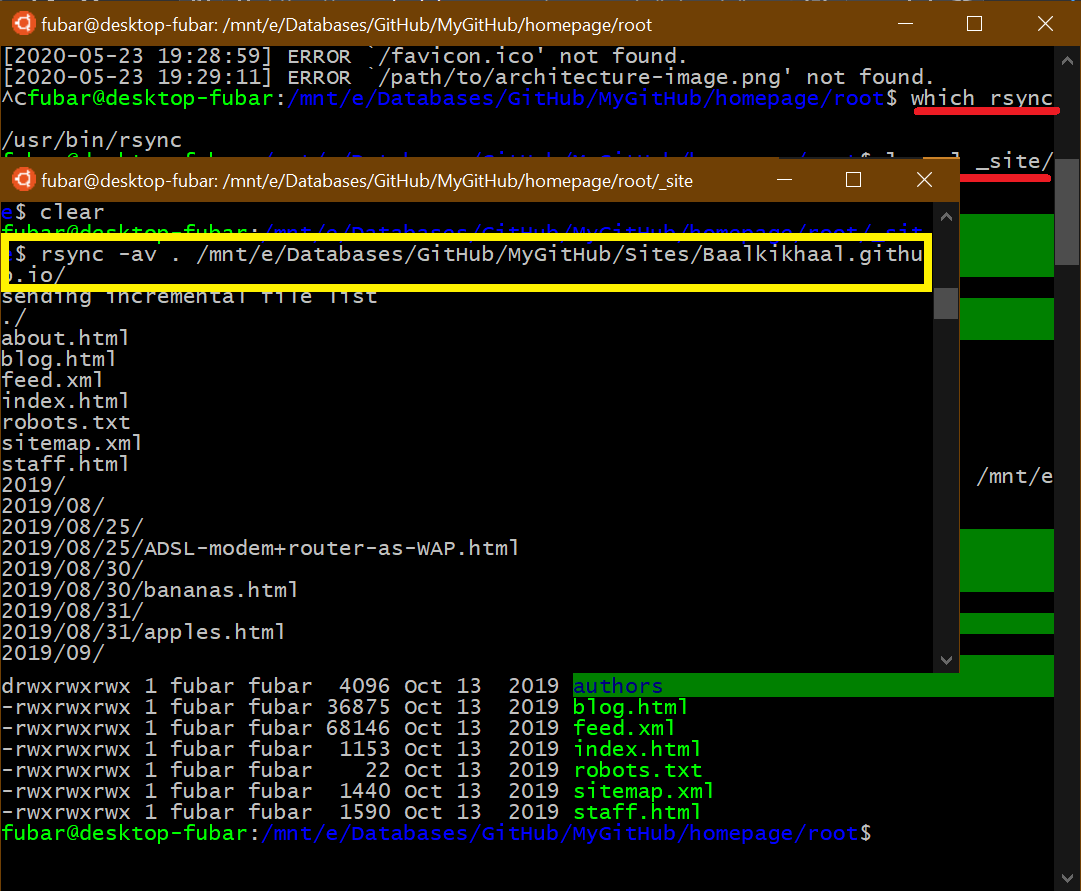 fubar@desktop-fubar: /mnt/e/Databases/GitHub/MyGitHub/homepage/root
[2020-05-23 19:28:59] ERROR `/favicon.ico' not found.
[2020-05-23 19:29:11] ERROR `/path/to/architecture-image.png' not found.
^Cfubar@desktop-fubar:/mnt/e/Databases/GitHub/MyGitHub/homepage/root$ which rsync
/usr/bin/rsync
_site/
fubar@desktop-fubar: /mnt/e/Databases/GitHub/MyGitHub/homepage/root/_site
e$ clear
fubar@desktop-fubar:/mnt/e/Databases/GitHub/MyGitHub/homepage/root/_sit
e$ rsync -av . /mnt/e/Databases/GitHub/MyGitHub/Sites/Baalkikhaal.githu
b.io/
sending incremental file list
./
about.html
blog.html
feed.xml
index.html
robots.txt
sitemap.xml
staff.html
/mnt/e
2019/
2019/08/
2019/08/25/
2019/08/25/ADSL-modem+router-as-WAP.html
2019/08/30/
2019/08/30/bananas.html
2019/08/31/
2019/08/31/apples.html
2019/09/
drwxrwxrwx 1 fubar fubar  4096 Oct 13  2019 authors
-rwxrwxrwx 1 fubar fubar 36875 Oct 13  2019 blog.html
-rwxrwxrwx 1 fubar fubar 68146 Oct 13  2019 feed.xml
-rwxrwxrwx 1 fubar fubar  1153 Oct 13  2019 index.html
-rwxrwxrwx 1 fubar fubar    22 Oct 13  2019 robots.txt
-rwxrwxrwx 1 fubar fubar  1440 Oct 13  2019 sitemap.xml
-rwxrwxrwx 1 fubar fubar  1590 Oct 13  2019 staff.html
fubar@desktop-fubar:/mnt/e/Databases/GitHub/MyGitHub/homepage/root$